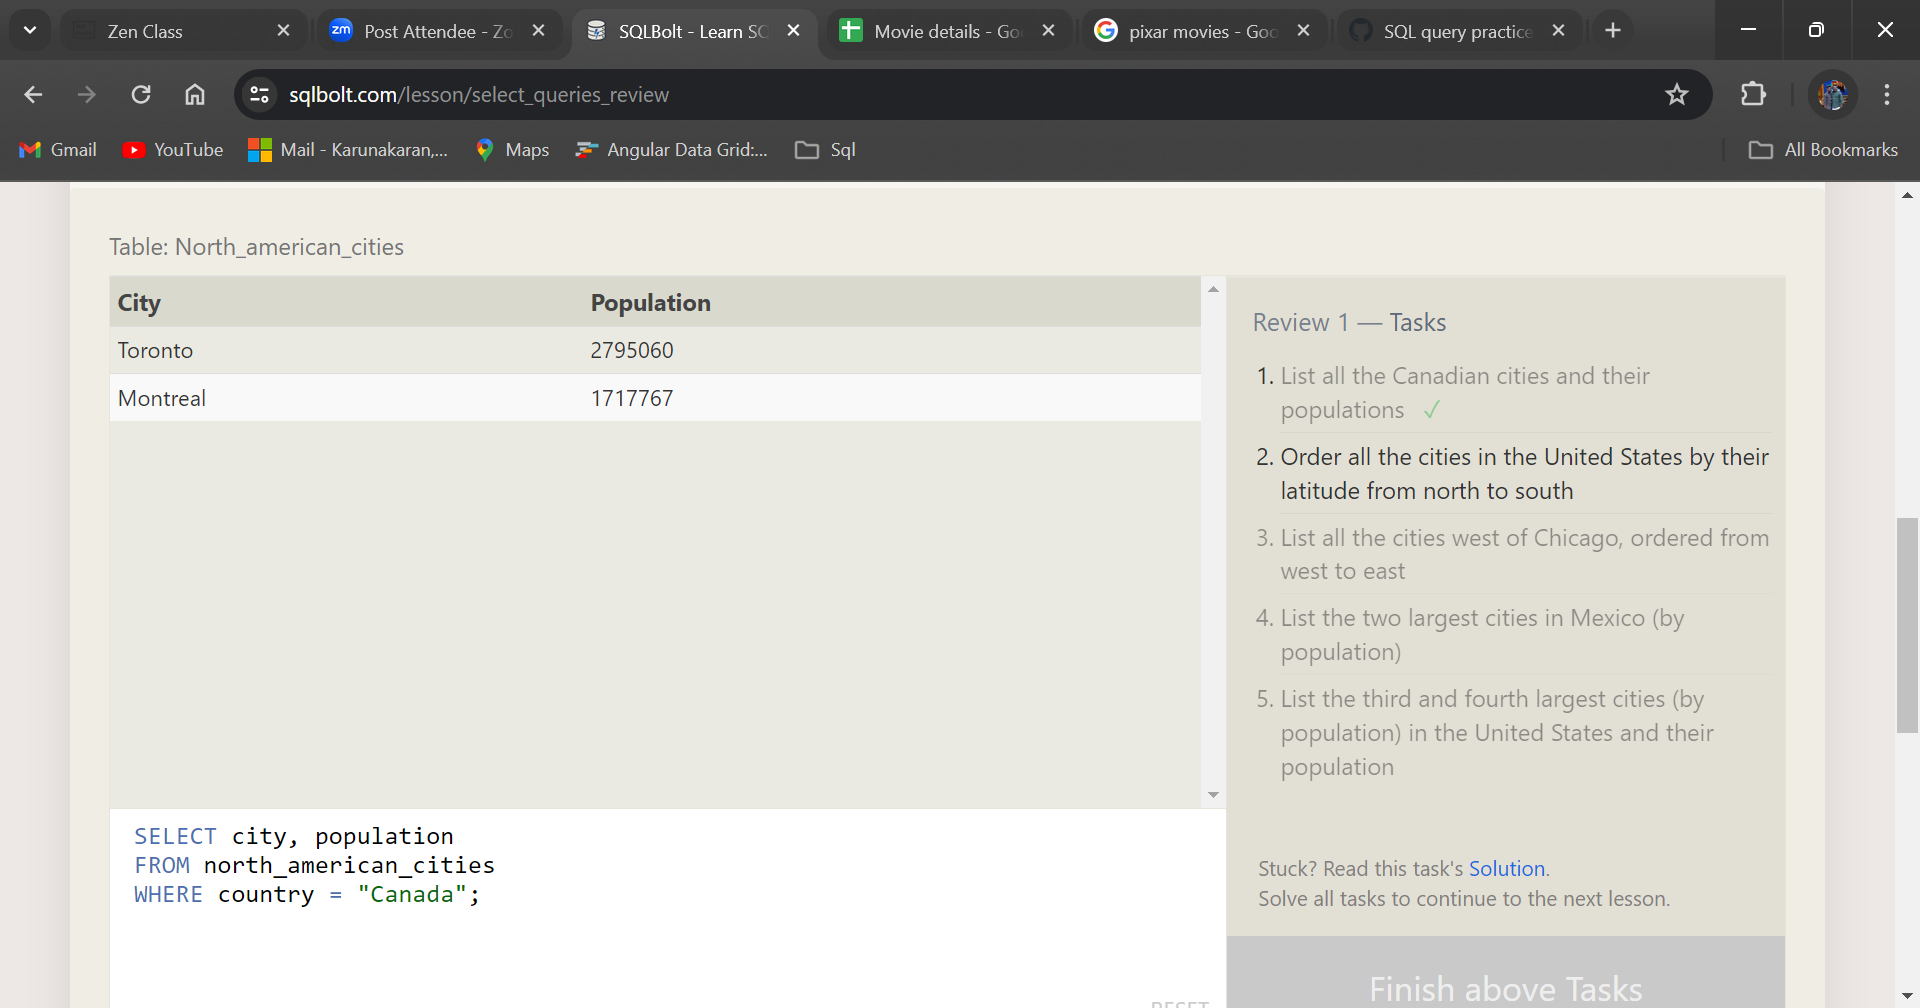 Zen Class
zm Post Attendee - Zo
SQLBolt - Learn SQ
Movie details - Goo
pixar movies - Goo
SQL query practice
sqlbolt.com/lesson/select_queries_review
Gmail
YouTube
Mail - Karunakaran,...
Maps
Angular Data Grid:...
Sql
All Bookmarks
Table: North_american_cities
City Population
Toronto 2795060
Montreal 1717767
Review 1 — Tasks
1. List all the Canadian cities and their
populations ✓
2. Order all the cities in the United States by their
latitude from north to south
3. List all the cities west of Chicago, ordered from
west to east
4. List the two largest cities in Mexico (by
population)
5. List the third and fourth largest cities (by
population) in the United States and their
population
Stuck? Read this task's Solution.
Solve all tasks to continue to the next lesson.
Finish above Tasks
SELECT city, population
FROM north_american_cities
WHERE country = "Canada";
RESET